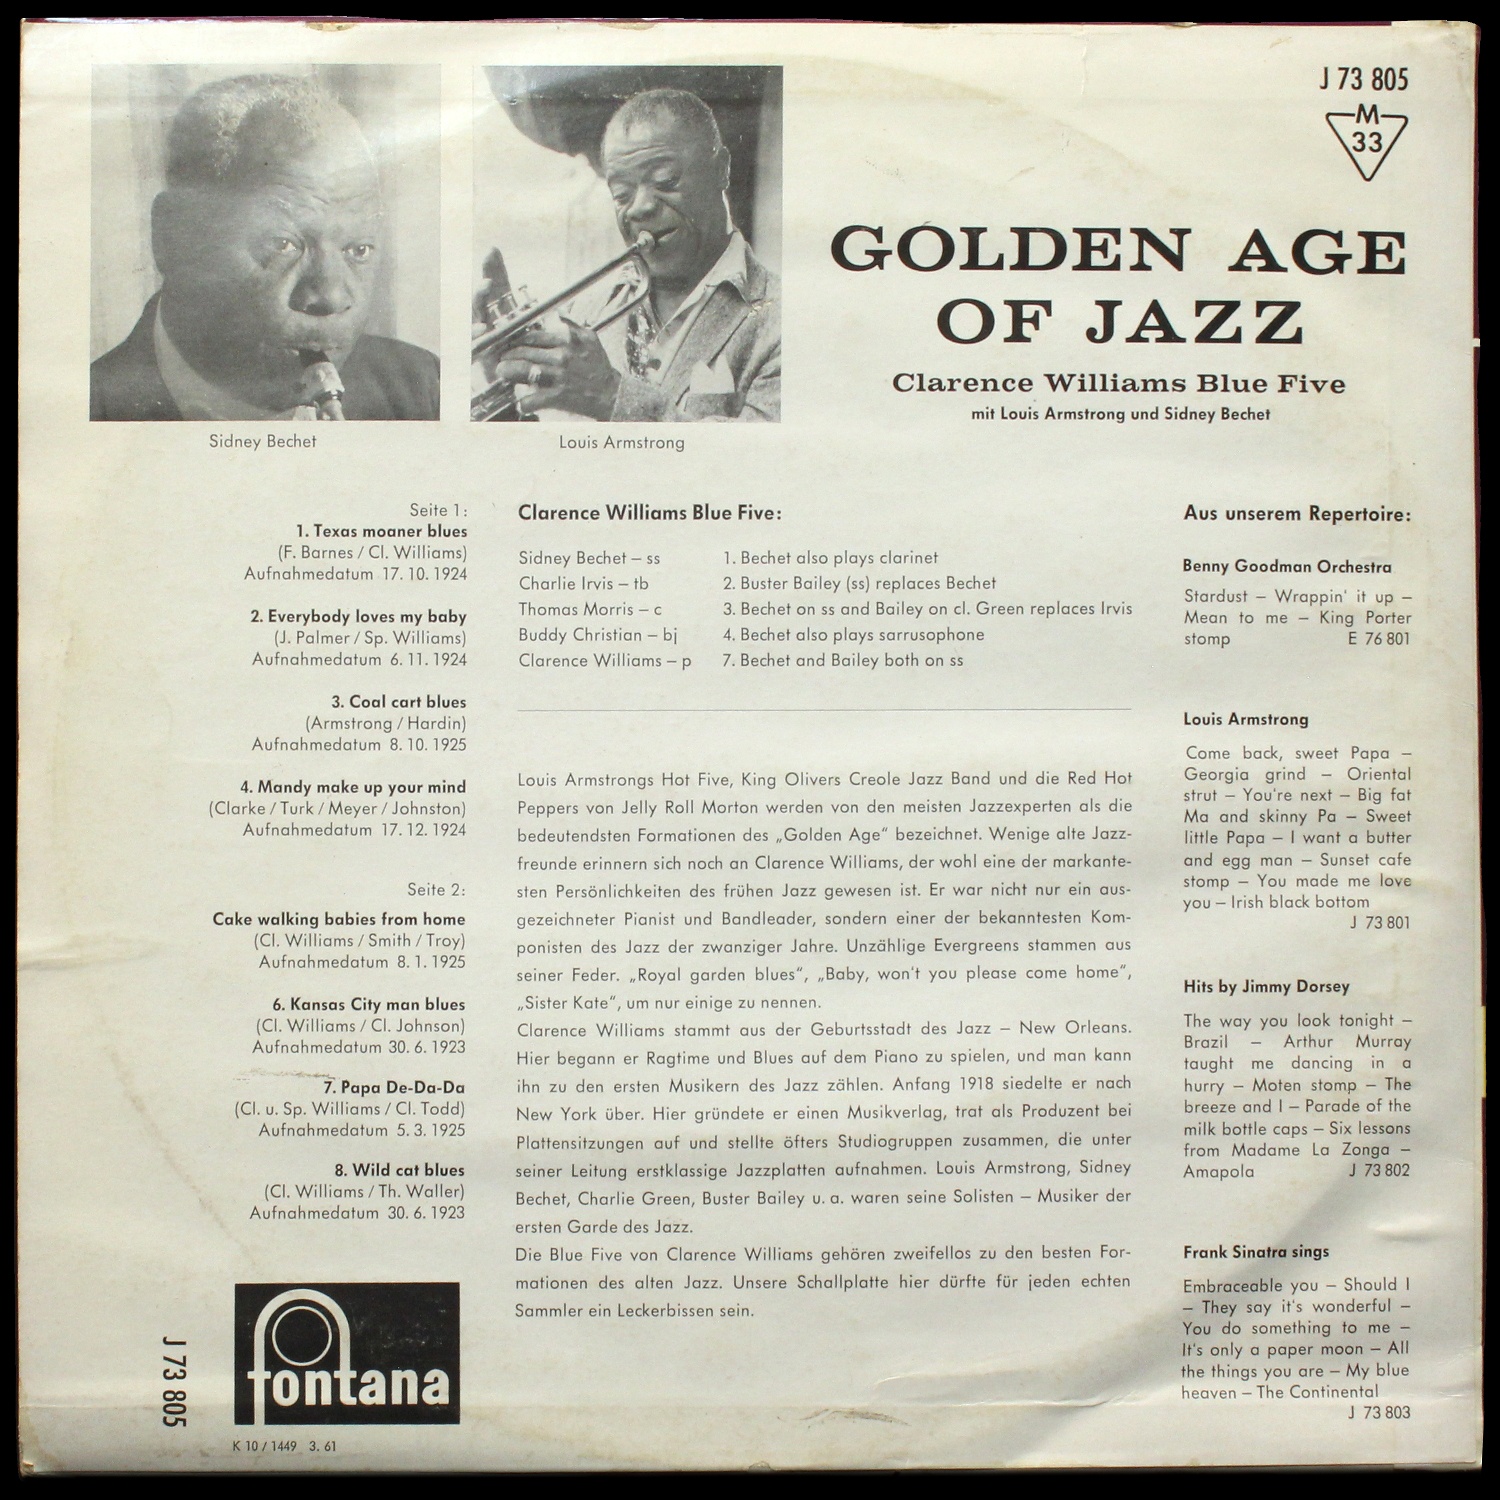 J 73 805
M
33
GOLDEN AGE
OF JAZZ
Clarence Williams Blue Five
mit Louis Armstrong und Sidney Bechet
Sidney Bechet
Louis Armstrong
Seite 1:
1. Texas moaner blues
(F. Barnes / Cl. Williams)
Aufnahmedatum 17. 10. 1924
2. Everybody loves my baby
(J. Palmer / Sp. Williams)
Aufnahmedatum 6. 11. 1924
3. Coal cart blues
(Armstrong / Hardin)
Aufnahmedatum 8. 10. 1925
4. Mandy make up your mind
(Clarke / Turk / Meyer / Johnston)
Aufnahmedatum 17. 12. 1924
Seite 2:
Cake walking babies from home
(Cl. Williams / Smith / Troy)
Aufnahmedatum 8. 1. 1925
6. Kansas City man blues
(Cl. Williams / Cl. Johnson)
Aufnahmedatum 30. 6. 1923
7. Papa De-Da-Da
(Cl. u. Sp. Williams / Cl. Todd)
Aufnahmedatum 5. 3. 1925
8. Wild cat blues
(Cl. Williams / Th. Waller)
Aufnahmedatum 30. 6. 1923
Clarence Williams Blue Five:
Sidney Bechet – ss
Charlie Irvis – tb
Thomas Morris – c
Buddy Christian – bj
Clarence Williams – p
1. Bechet also plays clarinet
2. Buster Bailey (ss) replaces Bechet
3. Bechet on ss and Bailey on cl. Green replaces Irvis
4. Bechet also plays sarrusophone
7. Bechet and Bailey both on ss
Louis Armstrongs Hot Five, King Olivers Creole Jazz Band und die Red Hot
Peppers von Jelly Roll Morton werden von den meisten Jazzexperten als die
bedeutendsten Formationen des „Golden Age“ bezeichnet. Wenige alte Jazz-
freunde erinnern sich noch an Clarence Williams, der wohl eine der markante-
sten Persönlichkeiten des frühen Jazz gewesen ist. Er war nicht nur ein aus-
gezeichneter Pianist und Bandleader, sondern einer der bekanntesten Kom-
ponisten des Jazz der zwanziger Jahre. Unzählige Evergreens stammen aus
seiner Feder. „Royal garden blues“, „Baby, won't you please come home“,
„Sister Kate“, um nur einige zu nennen.
Clarence Williams stammt aus der Geburtsstadt des Jazz – New Orleans.
Hier begann er Ragtime und Blues auf dem Piano zu spielen, und man kann
ihn zu den ersten Musikern des Jazz zählen. Anfang 1918 siedelte er nach
New York über. Hier gründete er einen Musikverlag, trat als Produzent bei
Plattensitzungen auf und stellte öfters Studiogruppen zusammen, die unter
seiner Leitung erstklassige Jazzplatten aufnahmen. Louis Armstrong, Sidney
Bechet, Charlie Green, Buster Bailey u. a. waren seine Solisten – Musiker der
ersten Garde des Jazz.
Die Blue Five von Clarence Williams gehören zweifellos zu den besten For-
mationen des alten Jazz. Unsere Schallplatte hier dürfte für jeden echten
Sammler ein Leckerbissen sein.
Aus unserem Repertoire:
Benny Goodman Orchestra
Stardust – Wrappin' it up –
Mean to me – King Porter
stomp E 76 801
Louis Armstrong
Come back, sweet Papa –
Georgia grind – Oriental
strut – You're next – Big fat
Ma and skinny Pa – Sweet
little Papa – I want a butter
and egg man – Sunset cafe
stomp – You made me love
you – Irish black bottom
J 73 801
Hits by Jimmy Dorsey
The way you look tonight –
Brazil – Arthur Murray
taught me dancing in a
hurry – Moten stomp – The
breeze and I – Parade of the
milk bottle caps – Six lessons
from Madame La Zonga –
Amapola J 73 802
Frank Sinatra sings
Embraceable you – Should I
– They say it's wonderful –
You do something to me –
It's only a paper moon – All
the things you are – My blue
heaven – The Continental
J 73 803
J 73 805
fontana
K 10 / 1449 3. 61